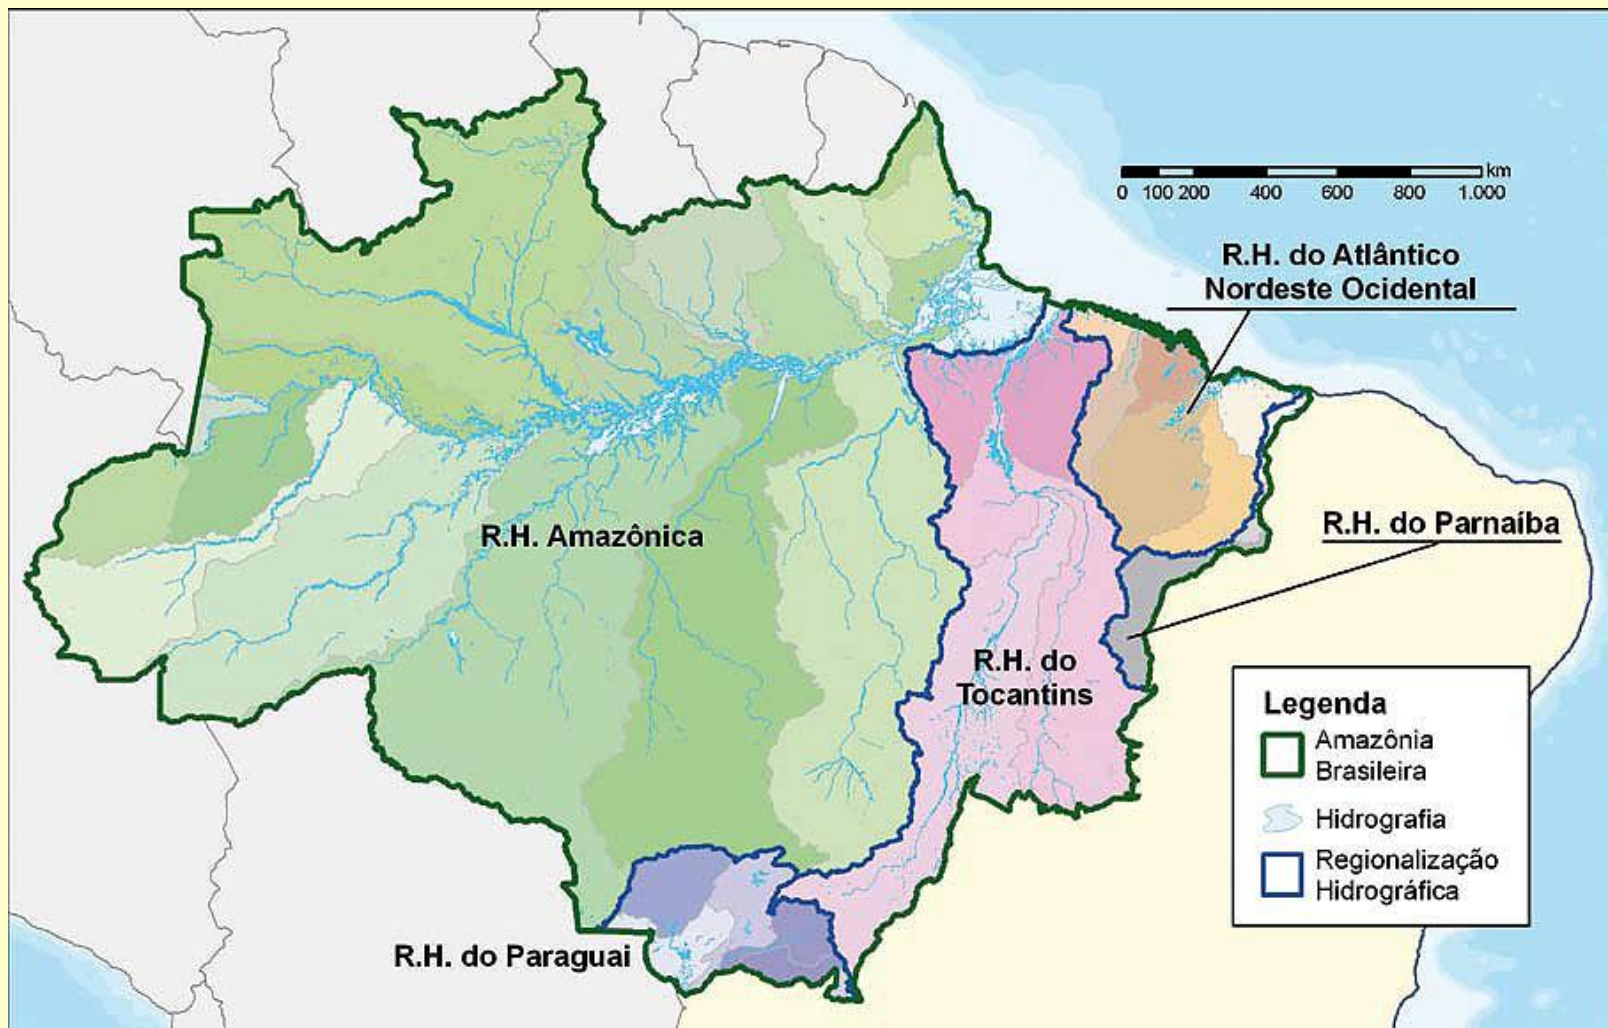 km
0 100 200 400 600 800 1.000
R.H. do Atlântico
Nordeste Ocidental
R.H. Amazônica
R.H. do Parnaíba
R.H. do
Tocantins
R.H. do Paraguai
Legenda
Amazônia
Brasileira
Hidrografia
Regionalização
Hidrográfica